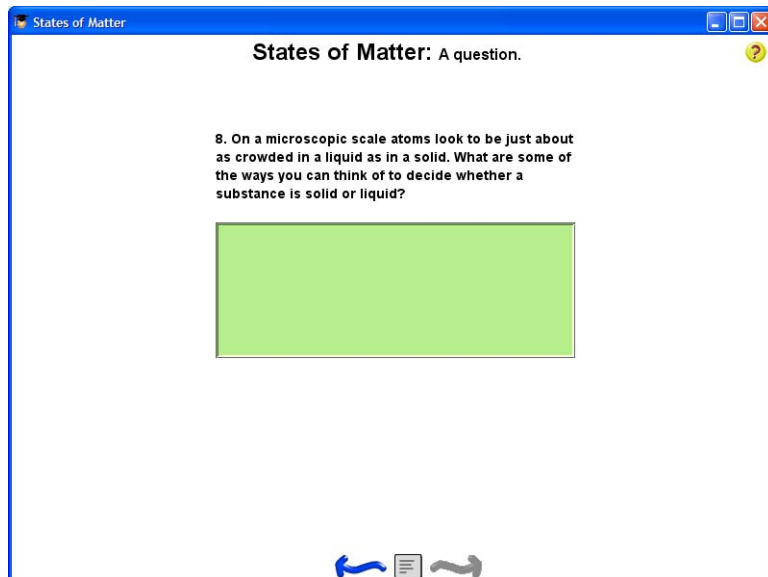 States of Matter
States of Matter: A question.
?
8. On a microscopic scale atoms look to be just about
as crowded in a liquid as in a solid. What are some of
the ways you can think of to decide whether a
substance is solid or liquid?